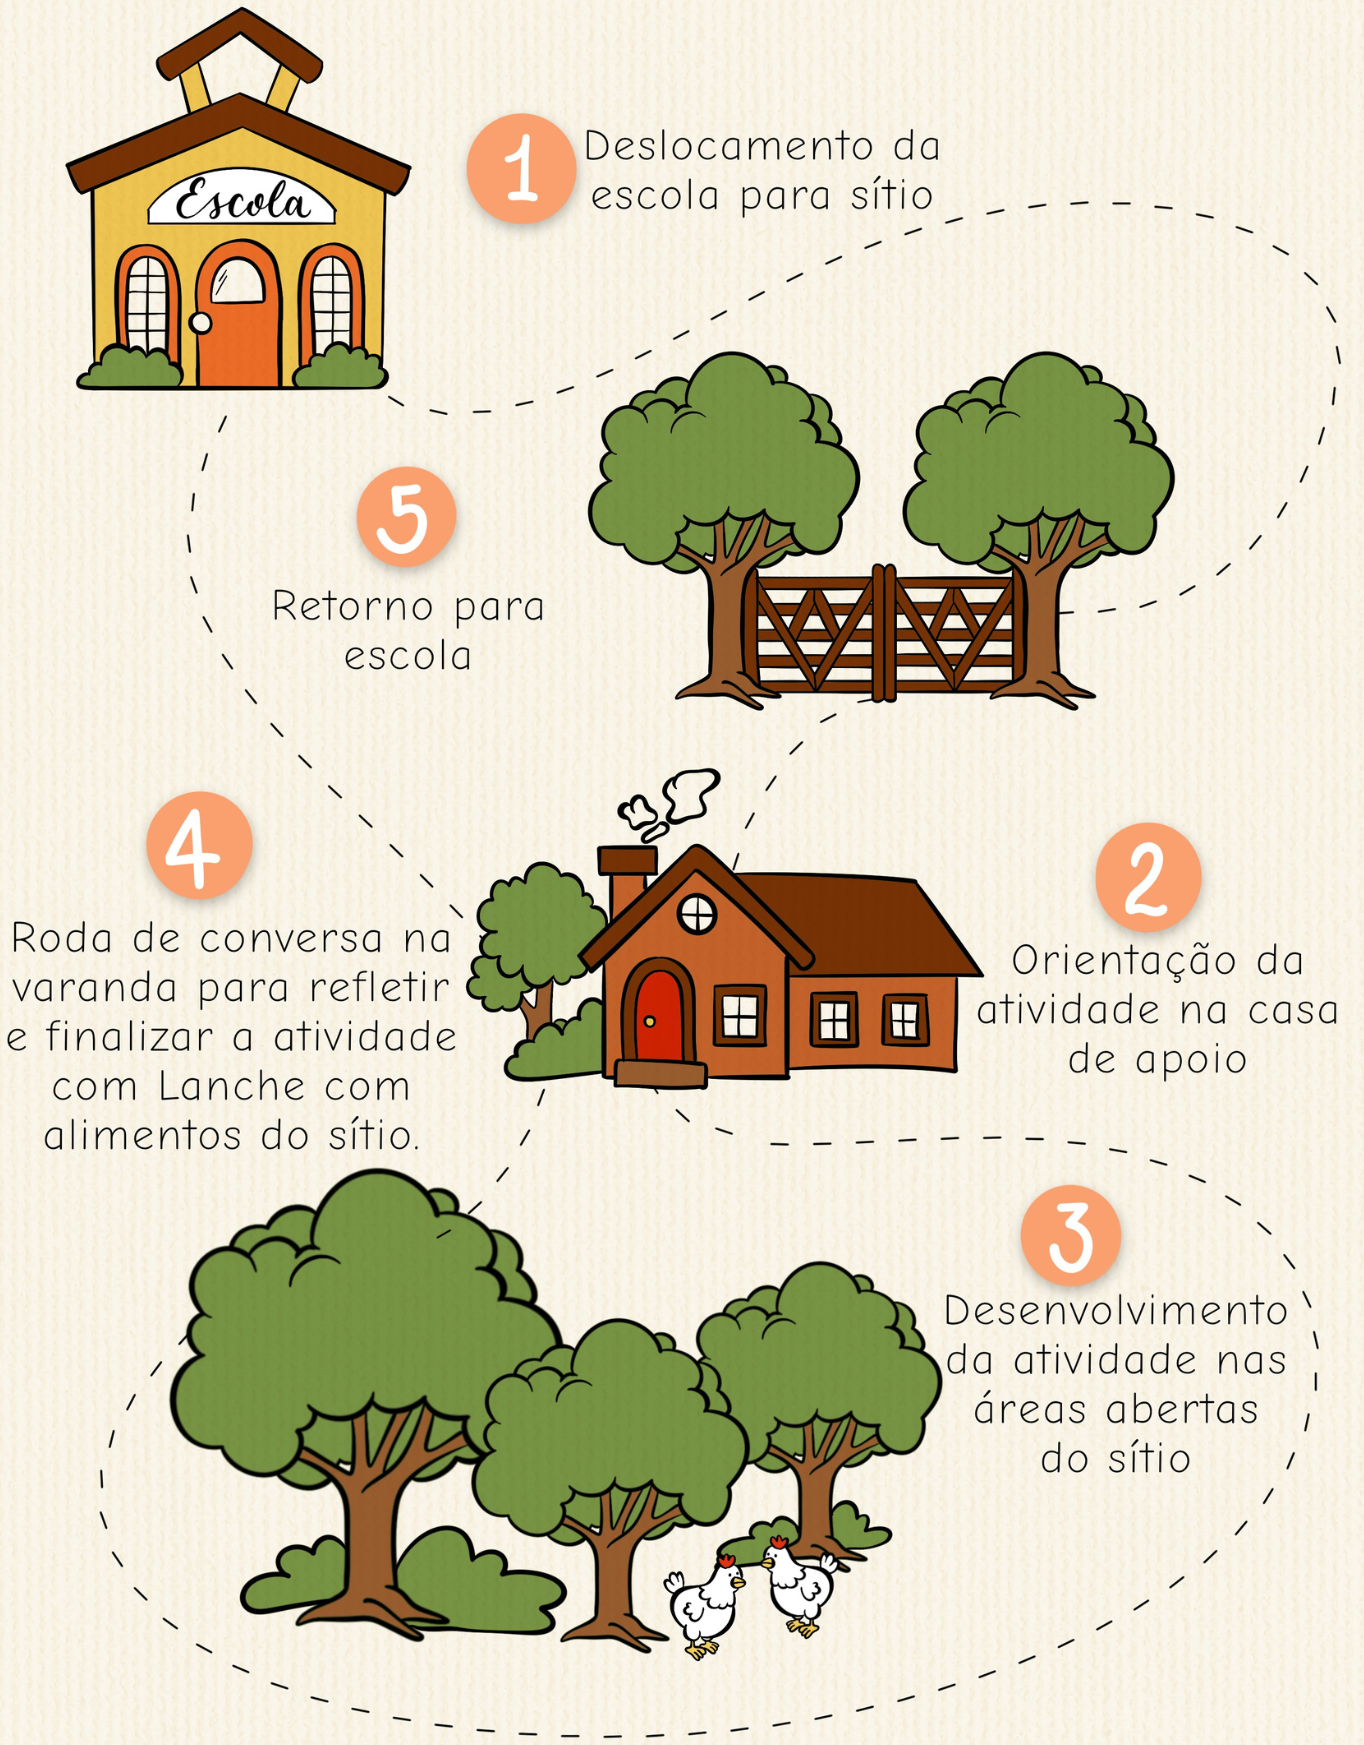 Escola
1
Deslocamento da
escola para sítio
5
Retorno para
escola
4
Roda de conversa na
varanda para refletir
e finalizar a atividade
com Lanche com
alimentos do sítio.
2
Orientação da
atividade na casa
de apoio
3
Desenvolvimento
da atividade nas
áreas abertas
do sítio